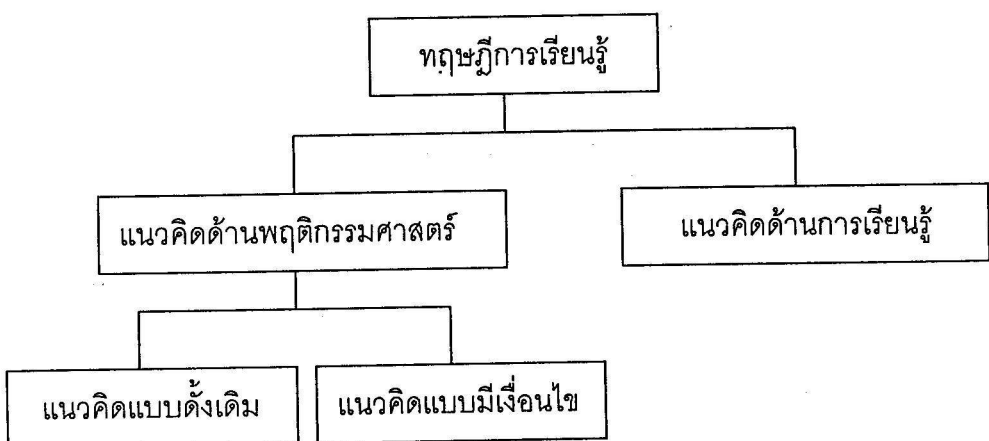 ทฤษฎีการเรียนรู้
แนวคิดด้านพฤติกรรมศาสตร์
แนวคิดด้านการเรียนรู้
แนวคิดแบบดั้งเดิม
แนวคิดแบบมีเงื่อนไข